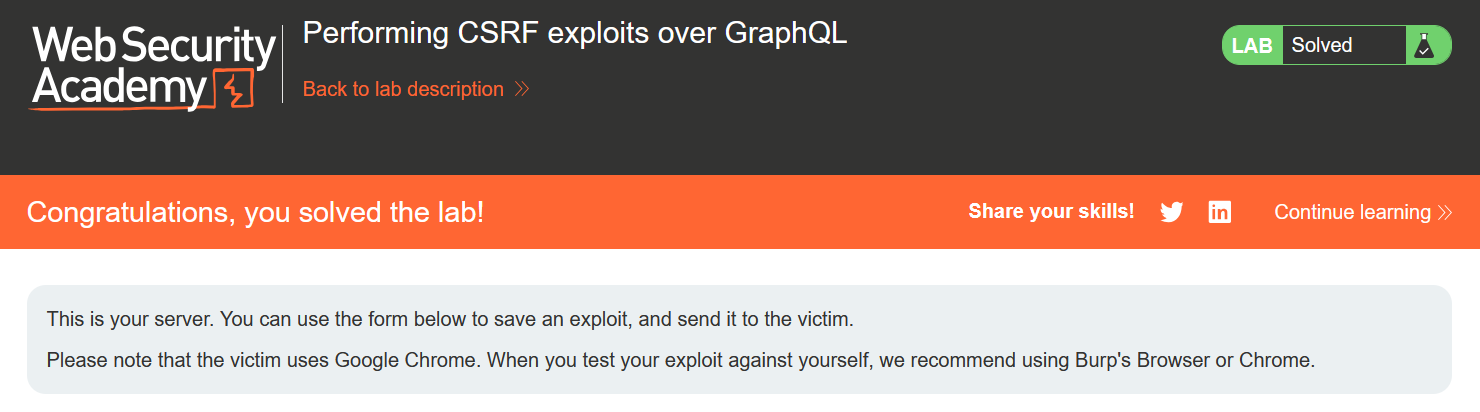 Web Security
Academy
Performing CSRF exploits over GraphQL
Back to lab description
LAB Solved
Congratulations, you solved the lab!
Share your skills!
Continue learning
This is your server. You can use the form below to save an exploit, and send it to the victim.
Please note that the victim uses Google Chrome. When you test your exploit against yourself, we recommend using Burp's Browser or Chrome.